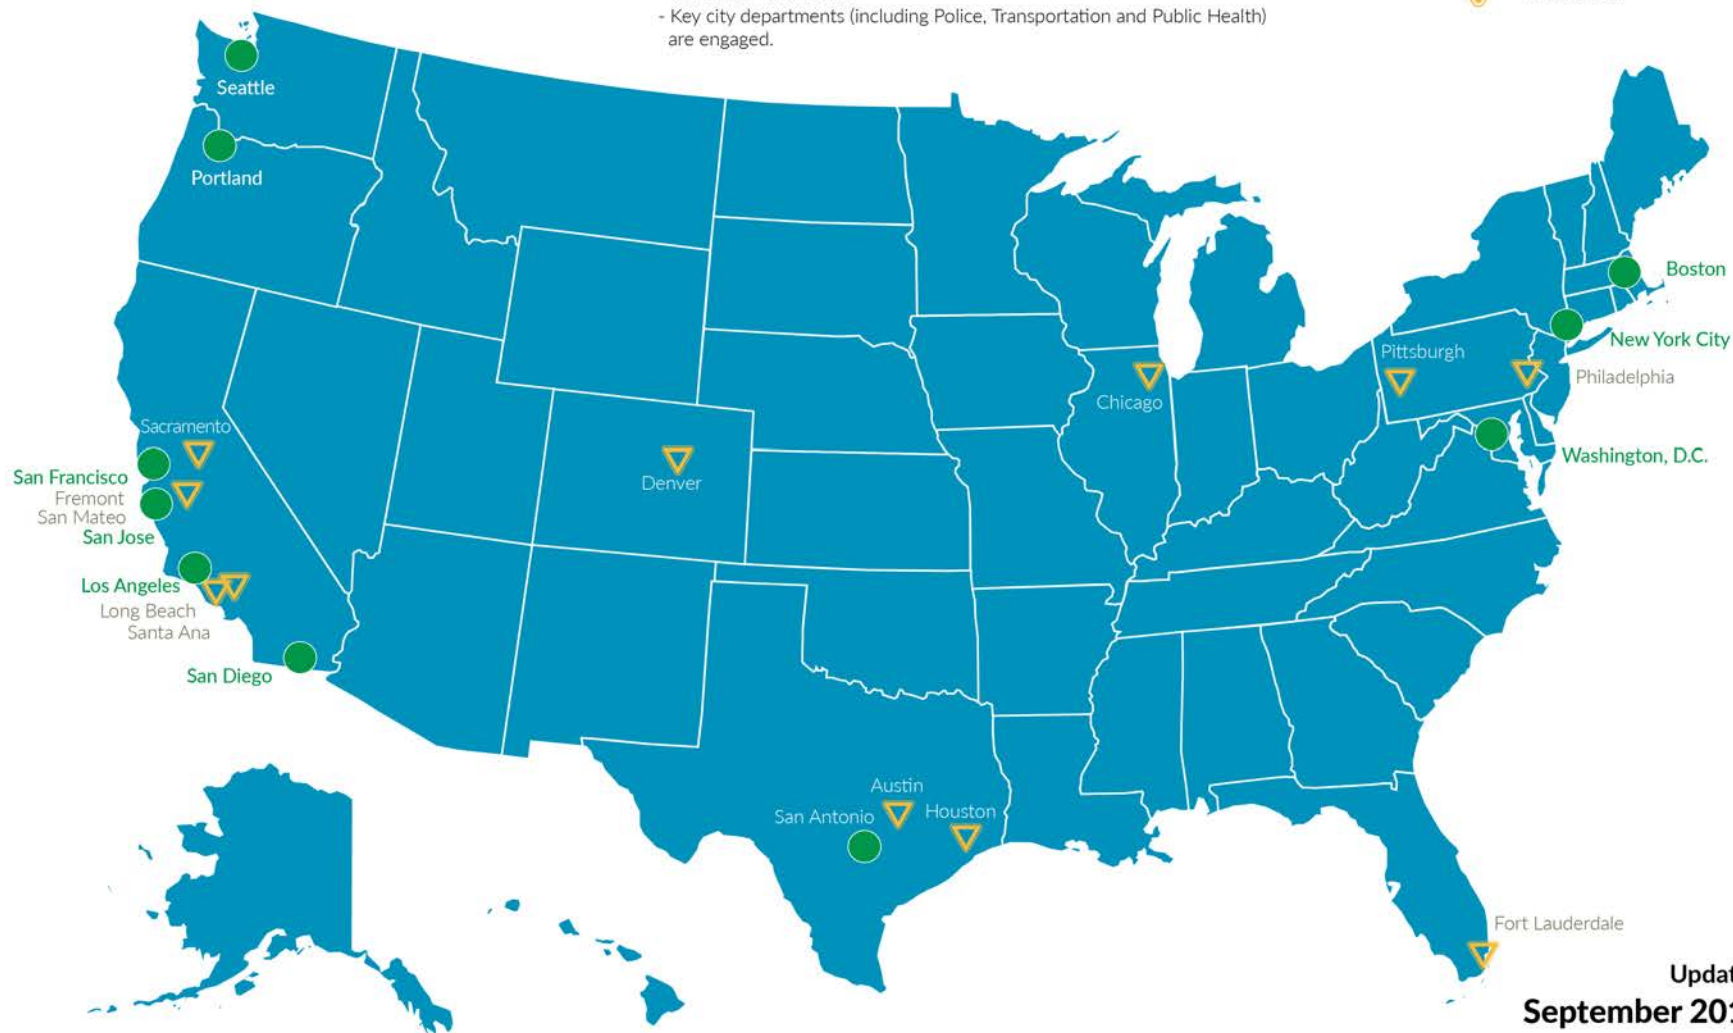 - Key city departments (including Police, Transportation and Public Health)
are engaged.
Seattle
Portland
Boston
New York City
Pittsburgh
Philadelphia
Chicago
Sacramento
Washington, D.C.
San Francisco
Denver
Fremont
San Mateo
San Jose
Los Angeles
Long Beach
Santa Ana
San Diego
Austin
San Antonio
Houston
Fort Lauderdale
September